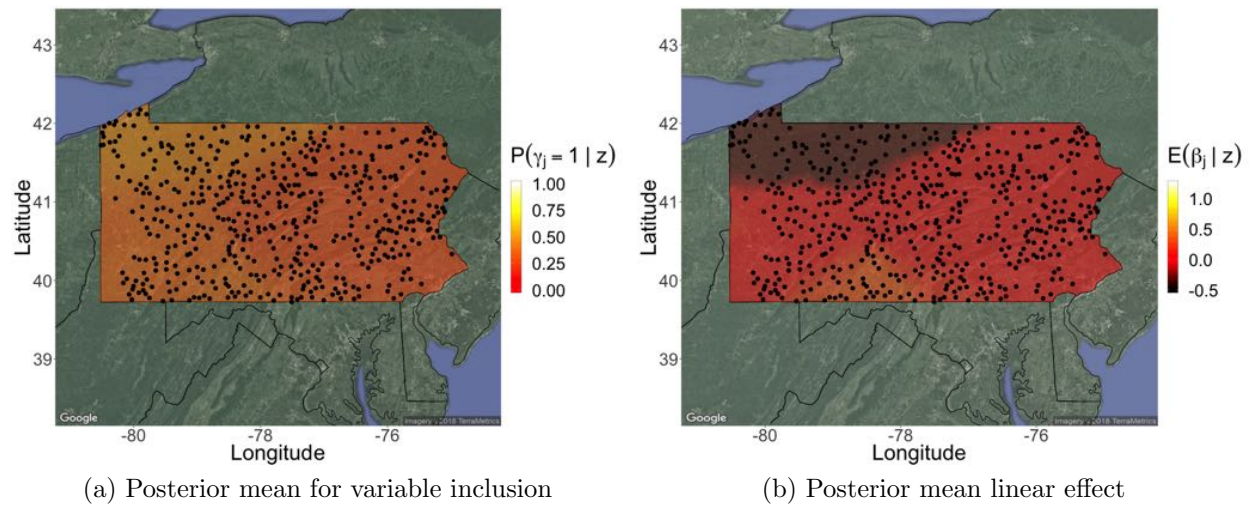 43
42
41
40
39
Latitude
-80
-78
-76
Longitude
P(γj = 1 | z)
1.00
0.75
0.50
0.25
0.00
Google
Imagery ©2018 TerraMetrics
(a) Posterior mean for variable inclusion
43
42
41
40
39
Latitude
-80
-78
-76
Longitude
E(βj | z)
1.0
0.5
0.0
-0.5
Google
Imagery ©2018 TerraMetrics
(b) Posterior mean linear effect